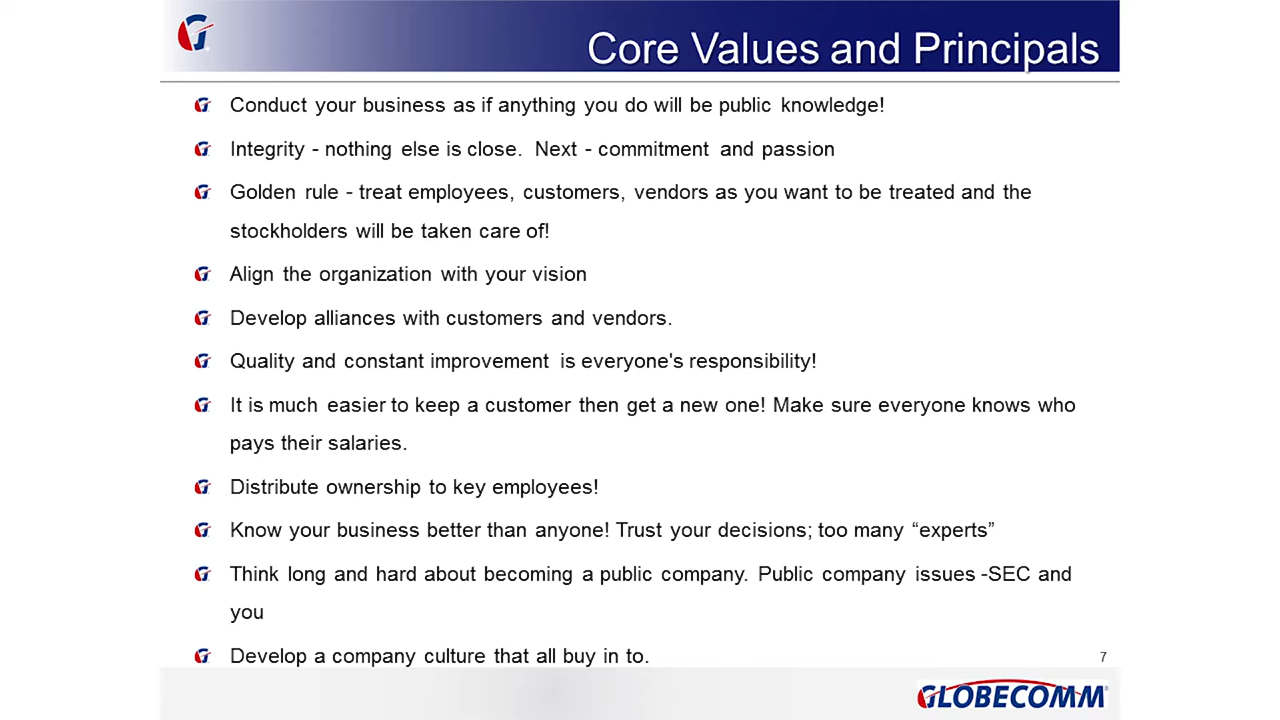 Core Values and Principals
Conduct your business as if anything you do will be public knowledge!
Integrity - nothing else is close. Next - commitment and passion
Golden rule - treat employees, customers, vendors as you want to be treated and the
stockholders will be taken care of!
Align the organization with your vision
Develop alliances with customers and vendors.
Quality and constant improvement is everyone's responsibility!
It is much easier to keep a customer then get a new one! Make sure everyone knows who
pays their salaries.
Distribute ownership to key employees!
Know your business better than anyone! Trust your decisions; too many “experts”
Think long and hard about becoming a public company. Public company issues -SEC and
you
Develop a company culture that all buy in to.
7
GLOBECOMM®